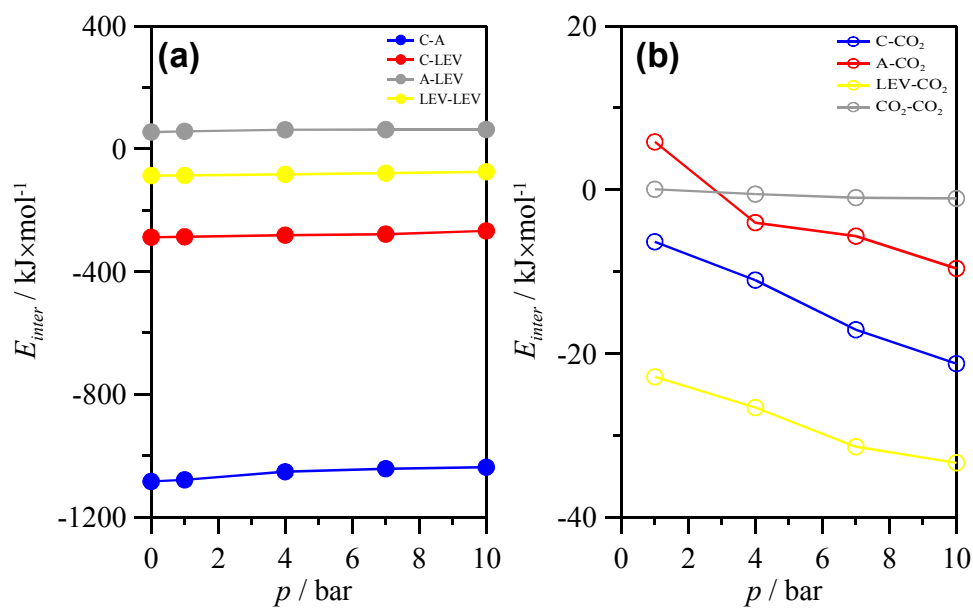 (a)
C-A
C-LEV
A-LEV
LEV-LEV
400
0
-400
-800
-1200
E_inter / kJ×mol⁻¹
0 2 4 6 8 10
p / bar
(b)
C-CO₂
A-CO₂
LEV-CO₂
CO₂-CO₂
20
0
-20
-40
E_inter / kJ×mol⁻¹
0 2 4 6 8 10
p / bar